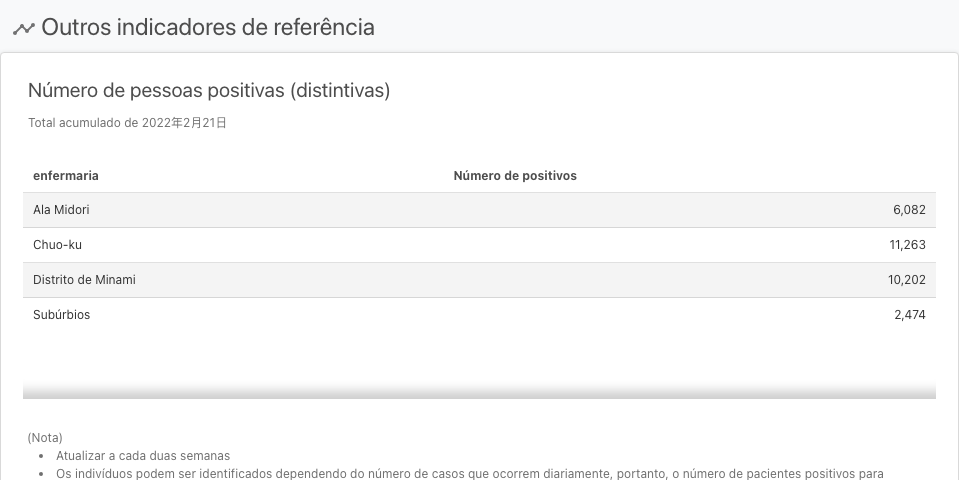 Outros indicadores de referência
Número de pessoas positivas (distintivas)
Total acumulado de 2022年2月21日
enfermaria Número de positivos
Ala Midori 6,082
Chuo-ku 11,263
Distrito de Minami 10,202
Subúrbios 2,474
(Nota)
• Atualizar a cada duas semanas
• Os indivíduos podem ser identificados dependendo do número de casos que ocorrem diariamente, portanto, o número de pacientes positivos para